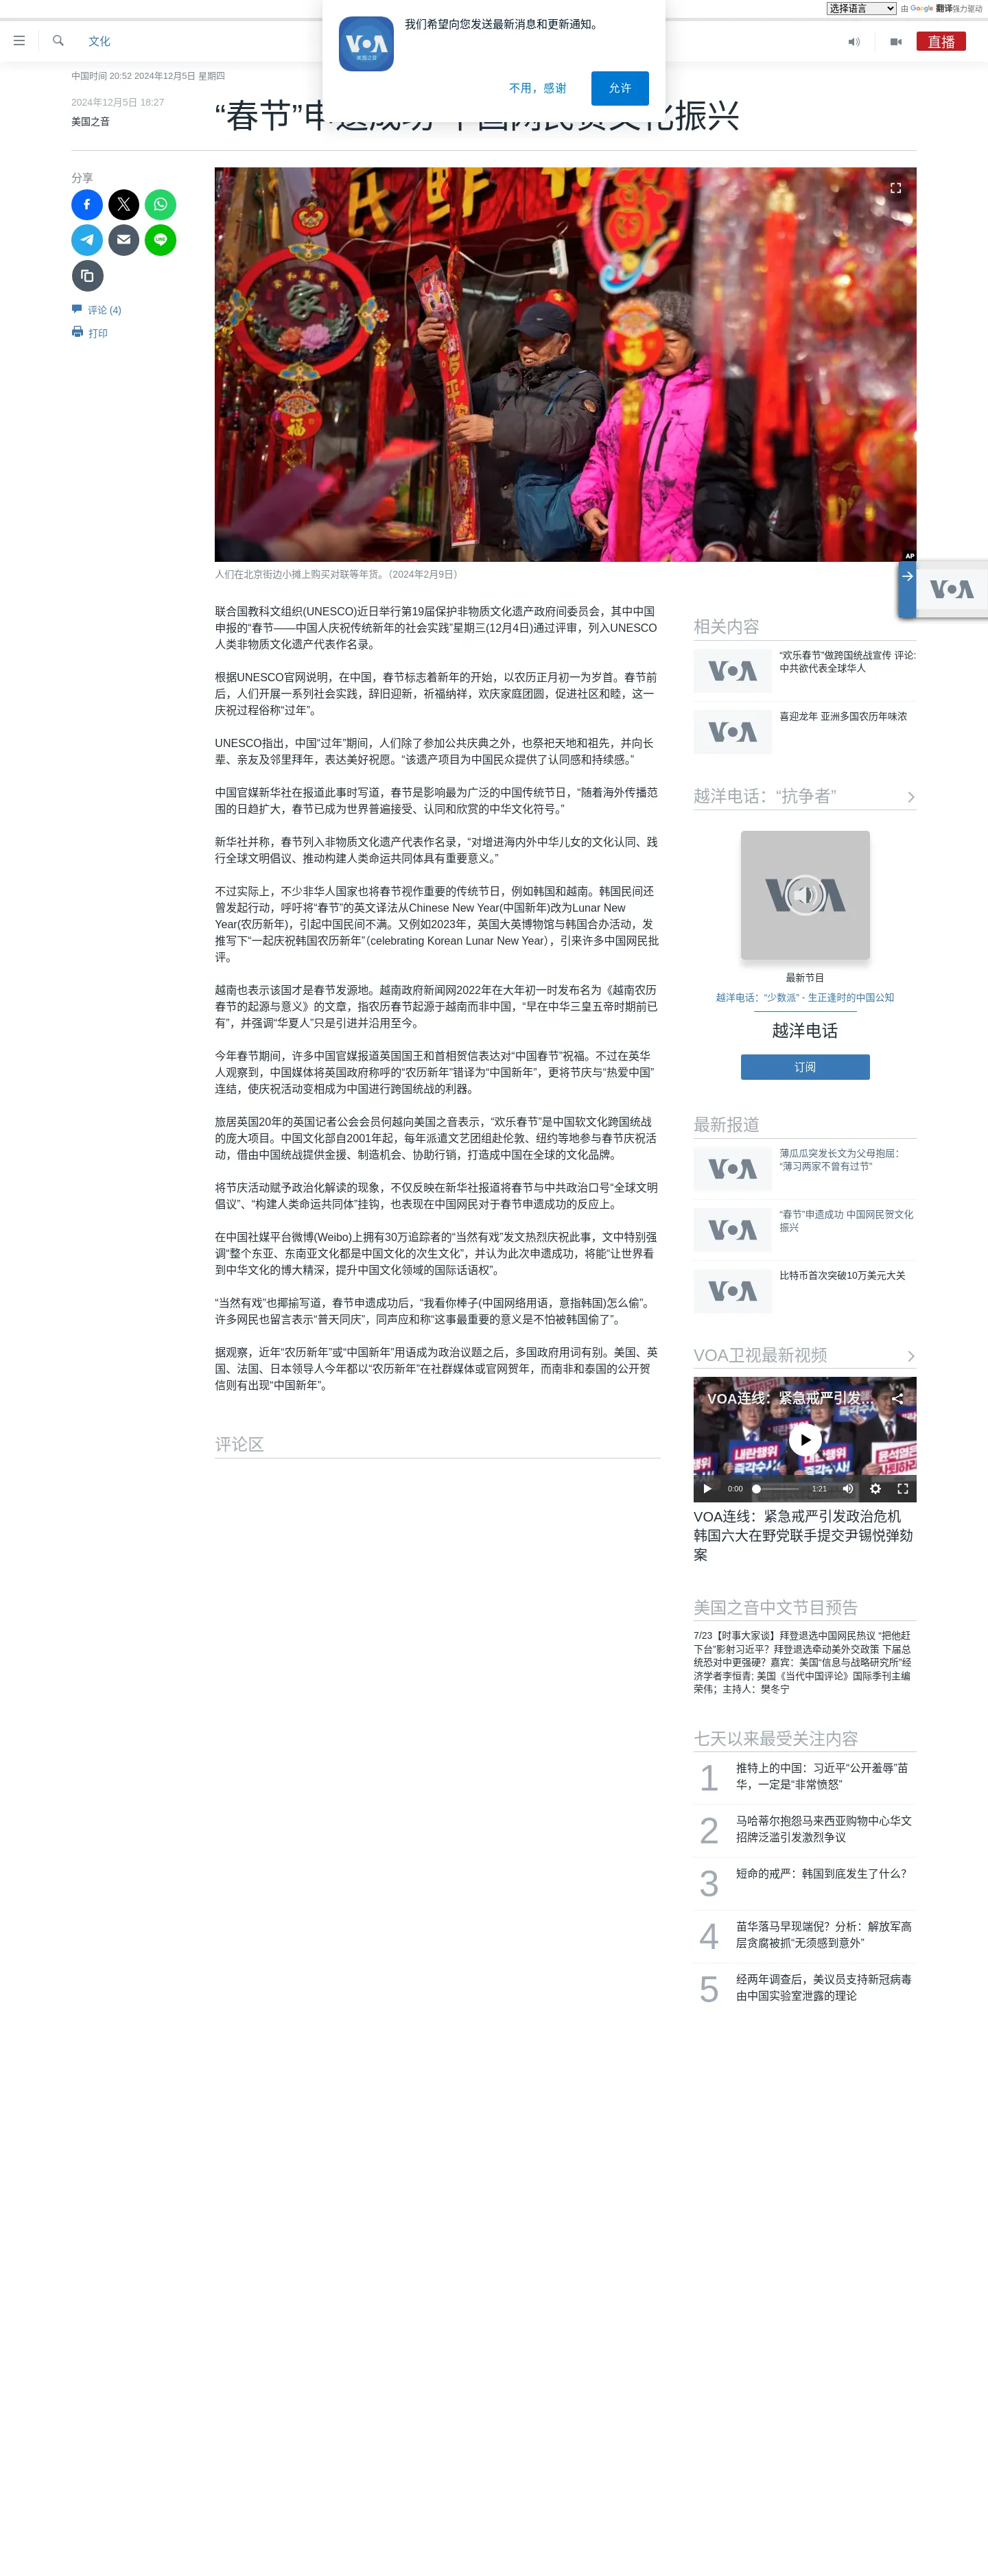 选择语言 由 Google 翻译强力驱动
我们希望向您发送最新消息和更新通知。
VOA
美国之音
不用，感谢
允许
文化
直播
中国时间 20:52 2024年12月5日 星期四
2024年12月5日 18:27
美国之音
“春节”申遗成功 中国网民贺文化振兴
分享
评论 (4)
打印
AP
人们在北京街边小摊上购买对联等年货。（2024年2月9日）
联合国教科文组织(UNESCO)近日举行第19届保护非物质文化遗产政府间委员会，其中中国
申报的“春节——中国人庆祝传统新年的社会实践”星期三(12月4日)通过评审，列入UNESCO
人类非物质文化遗产代表作名录。
根据UNESCO官网说明，在中国，春节标志着新年的开始，以农历正月初一为岁首。春节前
后，人们开展一系列社会实践，辞旧迎新，祈福纳祥，欢庆家庭团圆，促进社区和睦，这一
庆祝过程俗称“过年”。
UNESCO指出，中国“过年”期间，人们除了参加公共庆典之外，也祭祀天地和祖先，并向长
辈、亲友及邻里拜年，表达美好祝愿。“该遗产项目为中国民众提供了认同感和持续感。”
中国官媒新华社在报道此事时写道，春节是影响最为广泛的中国传统节日，“随着海外传播范
围的日趋扩大，春节已成为世界普遍接受、认同和欣赏的中华文化符号。”
新华社并称，春节列入非物质文化遗产代表作名录，“对增进海内外中华儿女的文化认同、践
行全球文明倡议、推动构建人类命运共同体具有重要意义。”
不过实际上，不少非华人国家也将春节视作重要的传统节日，例如韩国和越南。韩国民间还
曾发起行动，呼吁将“春节”的英文译法从Chinese New Year(中国新年)改为Lunar New
Year(农历新年)，引起中国民间不满。又例如2023年，英国大英博物馆与韩国合办活动，发
推写下“一起庆祝韩国农历新年”（celebrating Korean Lunar New Year），引来许多中国网民批
评。
越南也表示该国才是春节发源地。越南政府新闻网2022年在大年初一时发布名为《越南农历
春节的起源与意义》的文章，指农历春节起源于越南而非中国，“早在中华三皇五帝时期前已
有”，并强调“华夏人”只是引进并沿用至今。
今年春节期间，许多中国官媒报道英国国王和首相贺信表达对“中国春节”祝福。不过在英华
人观察到，中国媒体将英国政府称呼的“农历新年”错译为“中国新年”，更将节庆与“热爱中国”
连结，使庆祝活动变相成为中国进行跨国统战的利器。
旅居英国20年的英国记者公会会员何越向美国之音表示，“欢乐春节”是中国软文化跨国统战
的庞大项目。中国文化部自2001年起，每年派遣文艺团组赴伦敦、纽约等地参与春节庆祝活
动，借由中国统战提供金援、制造机会、协助行销，打造成中国在全球的文化品牌。
将节庆活动赋予政治化解读的现象，不仅反映在新华社报道将春节与中共政治口号“全球文明
倡议”、“构建人类命运共同体”挂钩，也表现在中国网民对于春节申遗成功的反应上。
在中国社媒平台微博(Weibo)上拥有30万追踪者的“当然有戏”发文热烈庆祝此事，文中特别强
调“整个东亚、东南亚文化都是中国文化的次生文化”，并认为此次申遗成功，将能“让世界看
到中华文化的博大精深，提升中国文化领域的国际话语权”。
“当然有戏”也揶揄写道，春节申遗成功后，“我看你棒子(中国网络用语，意指韩国)怎么偷”。
许多网民也留言表示“普天同庆”，同声应和称“这事最重要的意义是不怕被韩国偷了”。
据观察，近年“农历新年”或“中国新年”用语成为政治议题之后，多国政府用词有别。美国、英
国、法国、日本领导人今年都以“农历新年”在社群媒体或官网贺年，而南非和泰国的公开贺
信则有出现“中国新年”。
评论区
VOA
相关内容
VOA
“欢乐春节”做跨国统战宣传 评论:
中共欲代表全球华人
VOA
喜迎龙年 亚洲多国农历年味浓
越洋电话：“抗争者”
VOA
最新节目
越洋电话：“少数派” - 生正逢时的中国公知
越洋电话
订阅
最新报道
VOA
薄瓜瓜突发长文为父母抱屈：
“薄习两家不曾有过节”
VOA
“春节”申遗成功 中国网民贺文化
振兴
VOA
比特币首次突破10万美元大关
VOA卫视最新视频
VOA连线：紧急戒严引发...
0:00
1:21
VOA连线：紧急戒严引发政治危机
韩国六大在野党联手提交尹锡悦弹劾
案
美国之音中文节目预告
7/23【时事大家谈】拜登退选中国网民热议 “把他赶
下台”影射习近平？拜登退选牵动美外交政策 下届总
统恐对中更强硬？嘉宾：美国“信息与战略研究所”经
济学者李恒青; 美国《当代中国评论》国际季刊主编
荣伟；主持人：樊冬宁
七天以来最受关注内容
1
推特上的中国：习近平“公开羞辱”苗
华，一定是“非常愤怒”
2
马哈蒂尔抱怨马来西亚购物中心华文
招牌泛滥引发激烈争议
3
短命的戒严：韩国到底发生了什么？
4
苗华落马早现端倪？分析：解放军高
层贪腐被抓“无须感到意外”
5
经两年调查后，美议员支持新冠病毒
由中国实验室泄露的理论